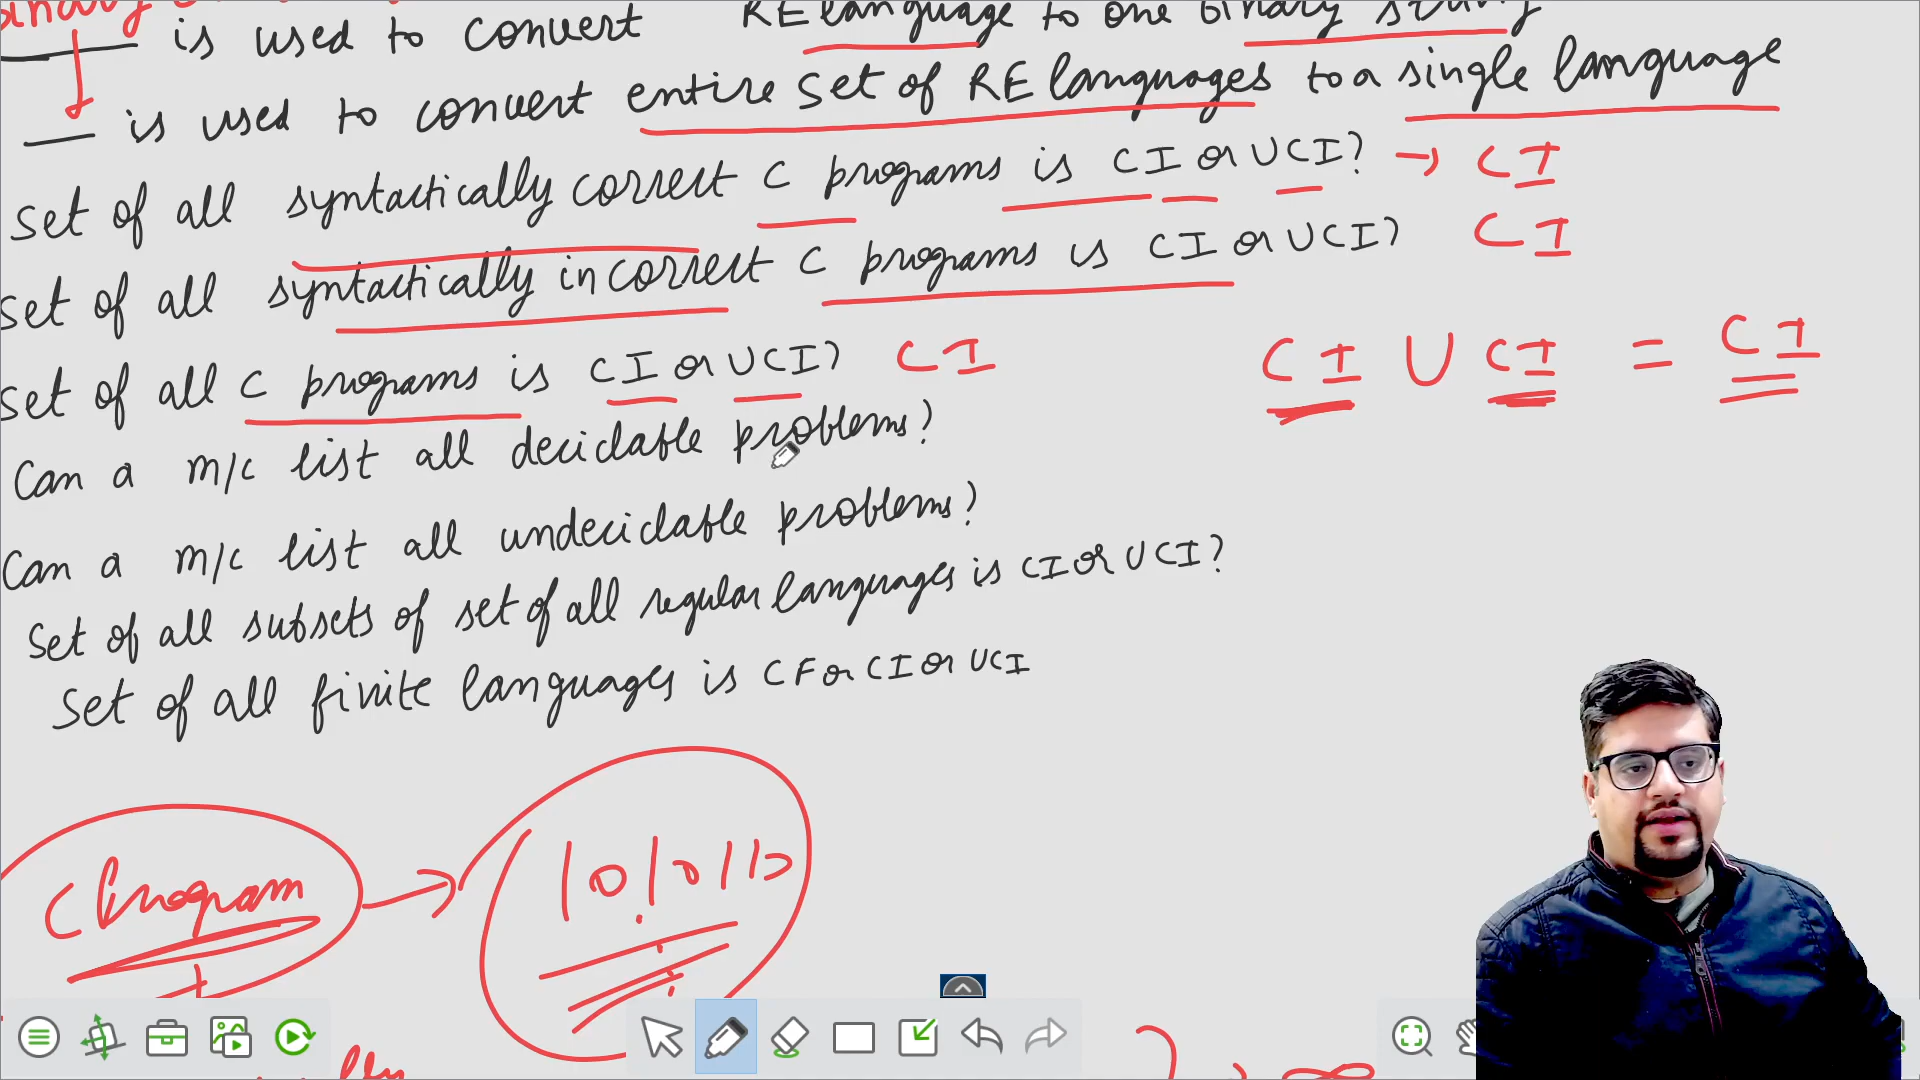 is used to convert RE language to one binary string
is used to convert entire set of RE languages to a single language
set of all syntactically correct C programs is CI or UCI? → CI
set of all syntactically incorrect C programs is CI or UCI? CI
set of all C programs is CI or UCI? CI
CI U CI = CI
Can a m/c list all decidable problems?
Can a m/c list all undecidable problems?
Set of all subsets of set of all regular languages is CI or UCI?
Set of all finite languages is CF or CI or UCI
C Program →